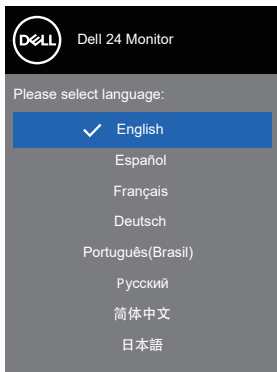 DELL
Dell 24 Monitor
Please select language:
English
Español
Français
Deutsch
Português(Brasil)
Русский
简体中文
日本語